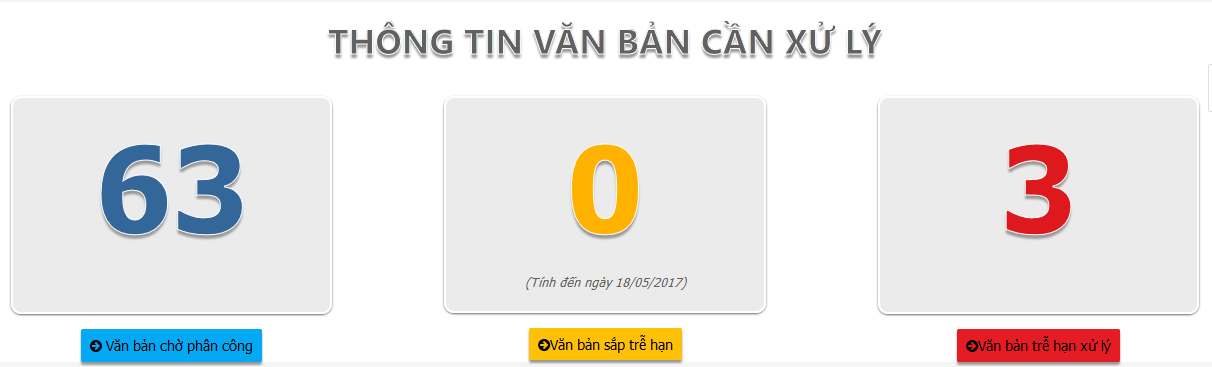 THÔNG TIN VĂN BẢN CẦN XỬ LÝ
63
0
3
(Tính đến ngày 18/05/2017)
Văn bản chờ phân công
Văn bản sắp trễ hạn
Văn bản trễ hạn xử lý